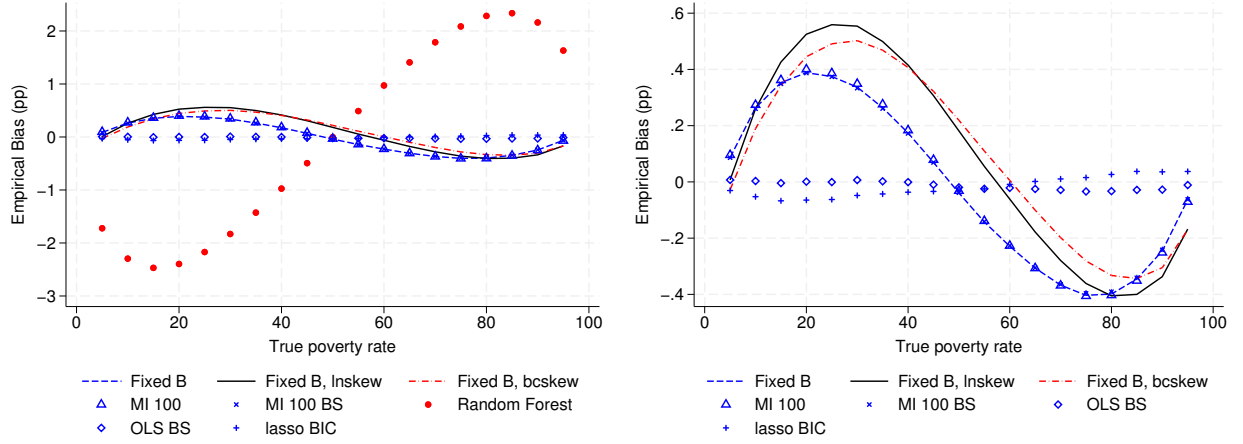 Empirical Bias (pp)
2
1
0
−1
−2
−3
0 20 40 60 80 100
True poverty rate
Fixed B Fixed B, lnskew Fixed B, bcskew
MI 100 MI 100 BS Random Forest
OLS BS lasso BIC
Empirical Bias (pp)
.6
.4
.2
0
-.2
-.4
0 20 40 60 80 100
True poverty rate
Fixed B Fixed B, lnskew Fixed B, bcskew
MI 100 MI 100 BS OLS BS
lasso BIC